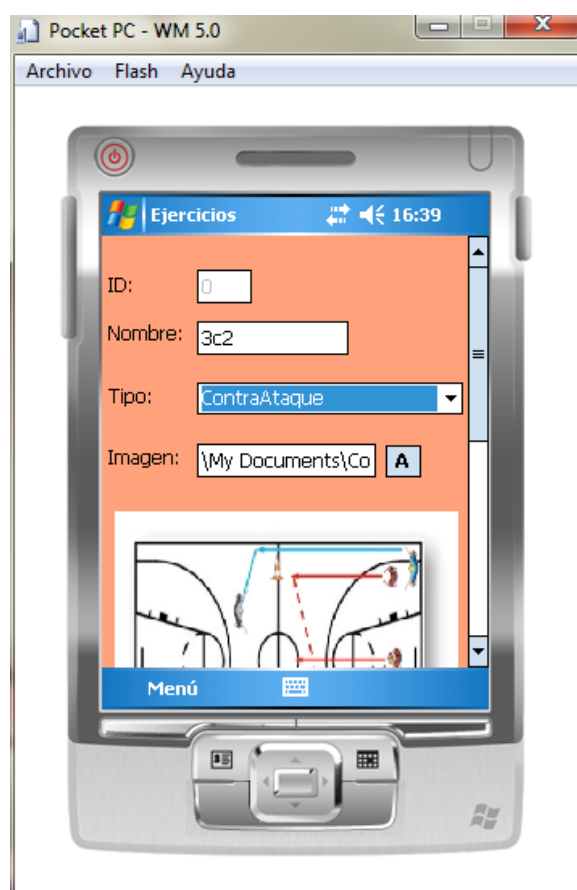 Pocket PC - WM 5.0
Archivo Flash Ayuda
Ejercicios 16:39
ID: 0
Nombre: 3c2
Tipo: ContraAtaque
Imagen: \My Documents\Co A
Menú